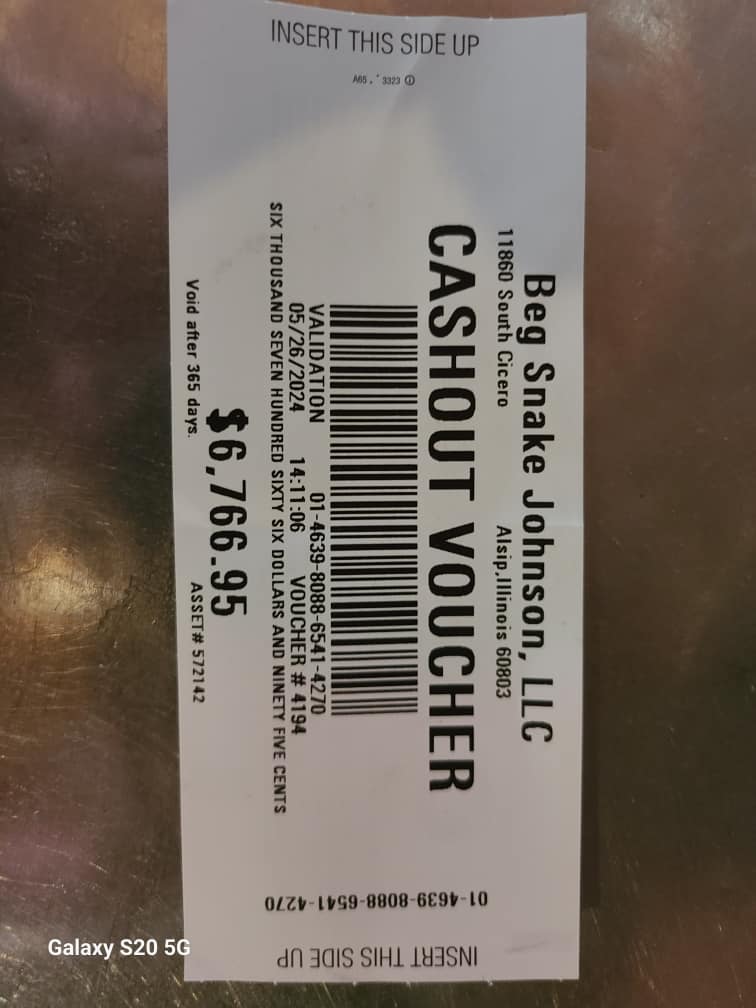 INSERT THIS SIDE UP
Beg Snake Johnson, LLC
11860 South Cicero Alsip,Illinois 60803
CASHOUT VOUCHER
VALIDATION 01-4639-8088-6541-4270
05/26/2024 14:11:06 VOUCHER # 4194
SIX THOUSAND SEVEN HUNDRED SIXTY SIX DOLLARS AND NINETY FIVE CENTS
$6,766.95
Void after 365 days. ASSET# 572142
01-4639-8088-6541-4270
INSERT THIS SIDE UP
Galaxy S20 5G